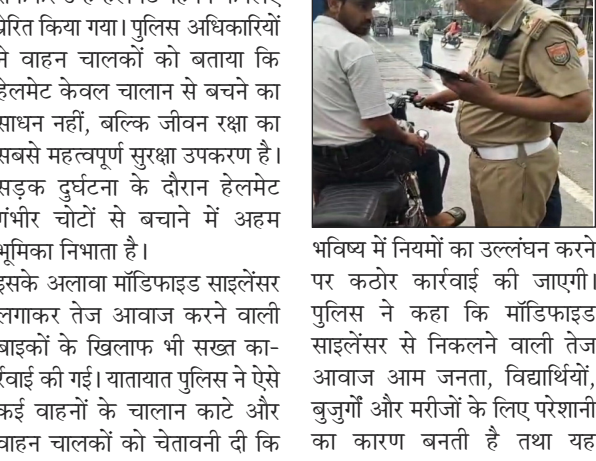 प्रेरित किया गया। पुलिस अधिकारियों
ने वाहन चालकों को बताया कि
हेलमेट केवल चालान से बचने का
साधन नहीं, बल्कि जीवन रक्षा का
सबसे महत्वपूर्ण सुरक्षा उपकरण है।
सड़क दुर्घटना के दौरान हेलमेट
गंभीर चोटों से बचाने में अहम
भूमिका निभाता है।
इसके अलावा मॉडिफाइड साइलेंसर
लगाकर तेज आवाज करने वाली
बाइकों के खिलाफ भी सख्त का-
र्रवाई की गई। यातायात पुलिस ने ऐसे
कई वाहनों के चालान काटे और
वाहन चालकों को चेतावनी दी कि
भविष्य में नियमों का उल्लंघन करने
पर कठोर कार्रवाई की जाएगी।
पुलिस ने कहा कि मॉडिफाइड
साइलेंसर से निकलने वाली तेज
आवाज आम जनता, विद्यार्थियों,
बुजुर्गों और मरीजों के लिए परेशानी
का कारण बनती है तथा यह